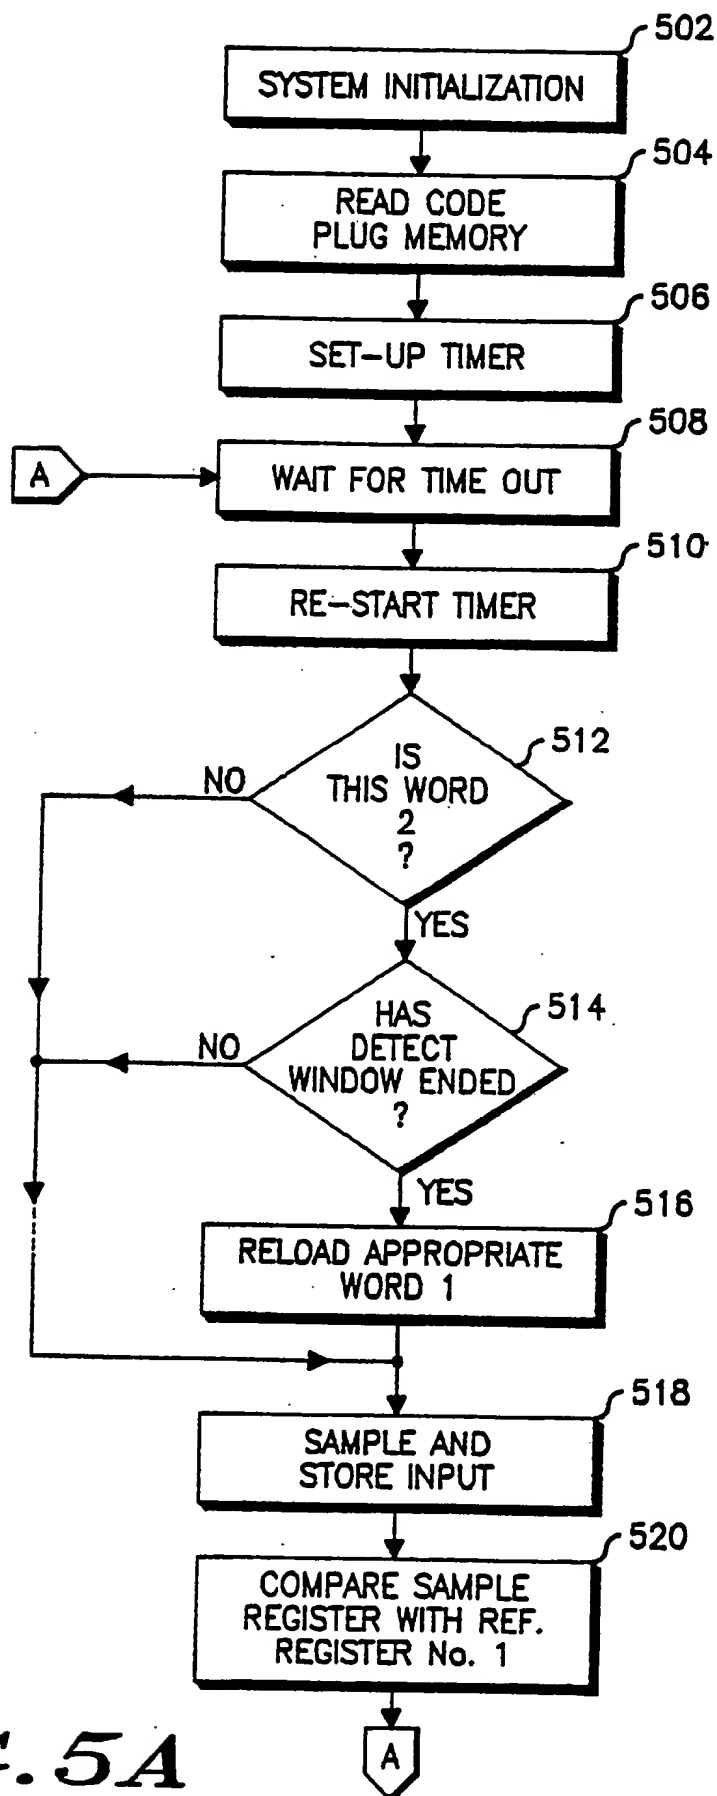 502
SYSTEM INITIALIZATION
504
READ CODE
PLUG MEMORY
506
SET-UP TIMER
508
A
WAIT FOR TIME OUT
510
RE-START TIMER
512
IS
THIS WORD
2
?
NO
YES
514
HAS
DETECT
WINDOW ENDED
?
NO
YES
516
RELOAD APPROPRIATE
WORD 1
518
SAMPLE AND
STORE INPUT
520
COMPARE SAMPLE
REGISTER WITH REF.
REGISTER No. 1
A
.5A